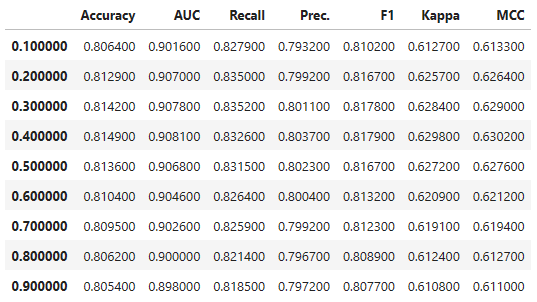 Accuracy AUC Recall Prec. F1 Kappa MCC
0.100000 0.806400 0.901600 0.827900 0.793200 0.810200 0.612700 0.613300
0.200000 0.812900 0.907000 0.835000 0.799200 0.816700 0.625700 0.626400
0.300000 0.814200 0.907800 0.835200 0.801100 0.817800 0.628400 0.629000
0.400000 0.814900 0.908100 0.832600 0.803700 0.817900 0.629800 0.630200
0.500000 0.813600 0.906800 0.831500 0.802300 0.816700 0.627200 0.627600
0.600000 0.810400 0.904600 0.826400 0.800400 0.813200 0.620900 0.621200
0.700000 0.809500 0.902600 0.825900 0.799200 0.812300 0.619100 0.619400
0.800000 0.806200 0.900000 0.821400 0.796700 0.808900 0.612400 0.612700
0.900000 0.805400 0.898000 0.818500 0.797200 0.807700 0.610800 0.611000